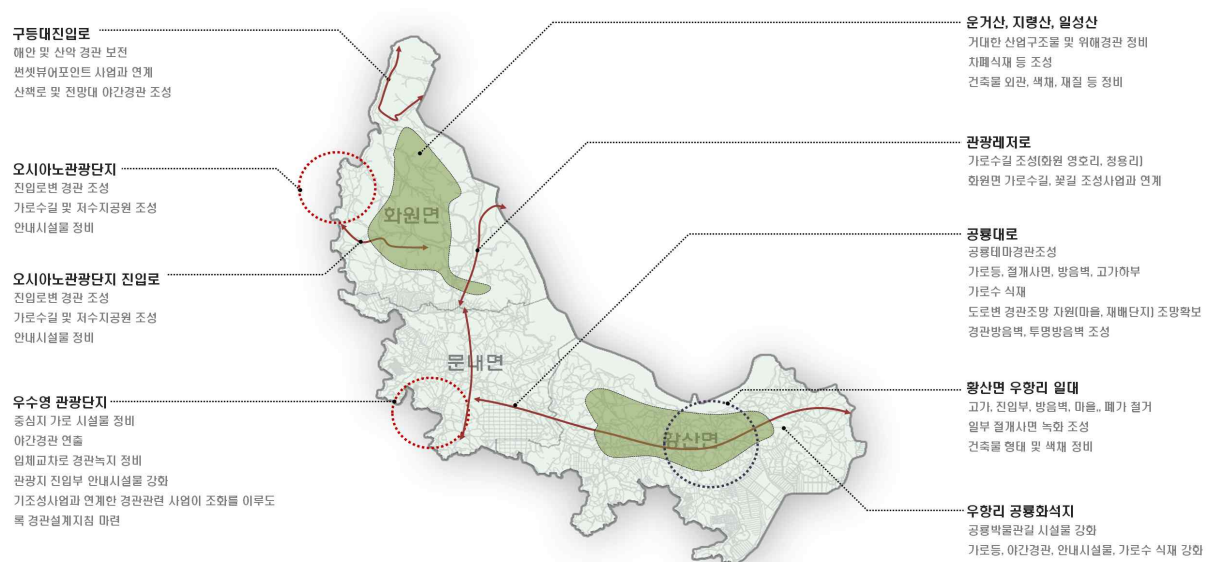 구등대진입로
해안 및 산악 경관 보전
썬셋뷰어포인트 사업과 연계
산책로 및 전망대 야간경관 조성
오시아노관광단지
진입로변 경관 조성
가로수길 및 저수지공원 조성
안내시설물 정비
오시아노관광단지 진입로
진입로변 경관 조성
가로수길 및 저수지공원 조성
안내시설물 정비
우수영 관광단지
중심지 가로 시설물 정비
야간경관 연출
입체교차로 경관녹지 정비
관광지 진입부 안내시설물 강화
기조성사업과 연계한 경관관련 사업이 조화를 이루도
록 경관설계지침 마련
화원면
문내면
황산면
운거산, 지령산, 일성산
거대한 산업구조물 및 위해경관 정비
차폐식재 등 조성
건축물 외관, 색채, 재질 등 정비
관광레저로
가로수길 조성(화원 영호리, 청용리)
화원면 가로수길, 꽃길 조성사업과 연계
공룡대로
공룡테마경관조성
가로등, 절개사면, 방음벽, 고가하부
가로수 식재
도로변 경관조망 자원(마을, 재배단지) 조망확보
경관방음벽, 투명방음벽 조성
황산면 우항리 일대
고가, 진입부, 방음벽, 마을,, 폐가 철거
일부 절개사면 녹화 조성
건축물 형태 및 색채 정비
우항리 공룡화석지
공룡박물관길 시설물 강화
가로등, 야간경관, 안내시설물, 가로수 식재 강화